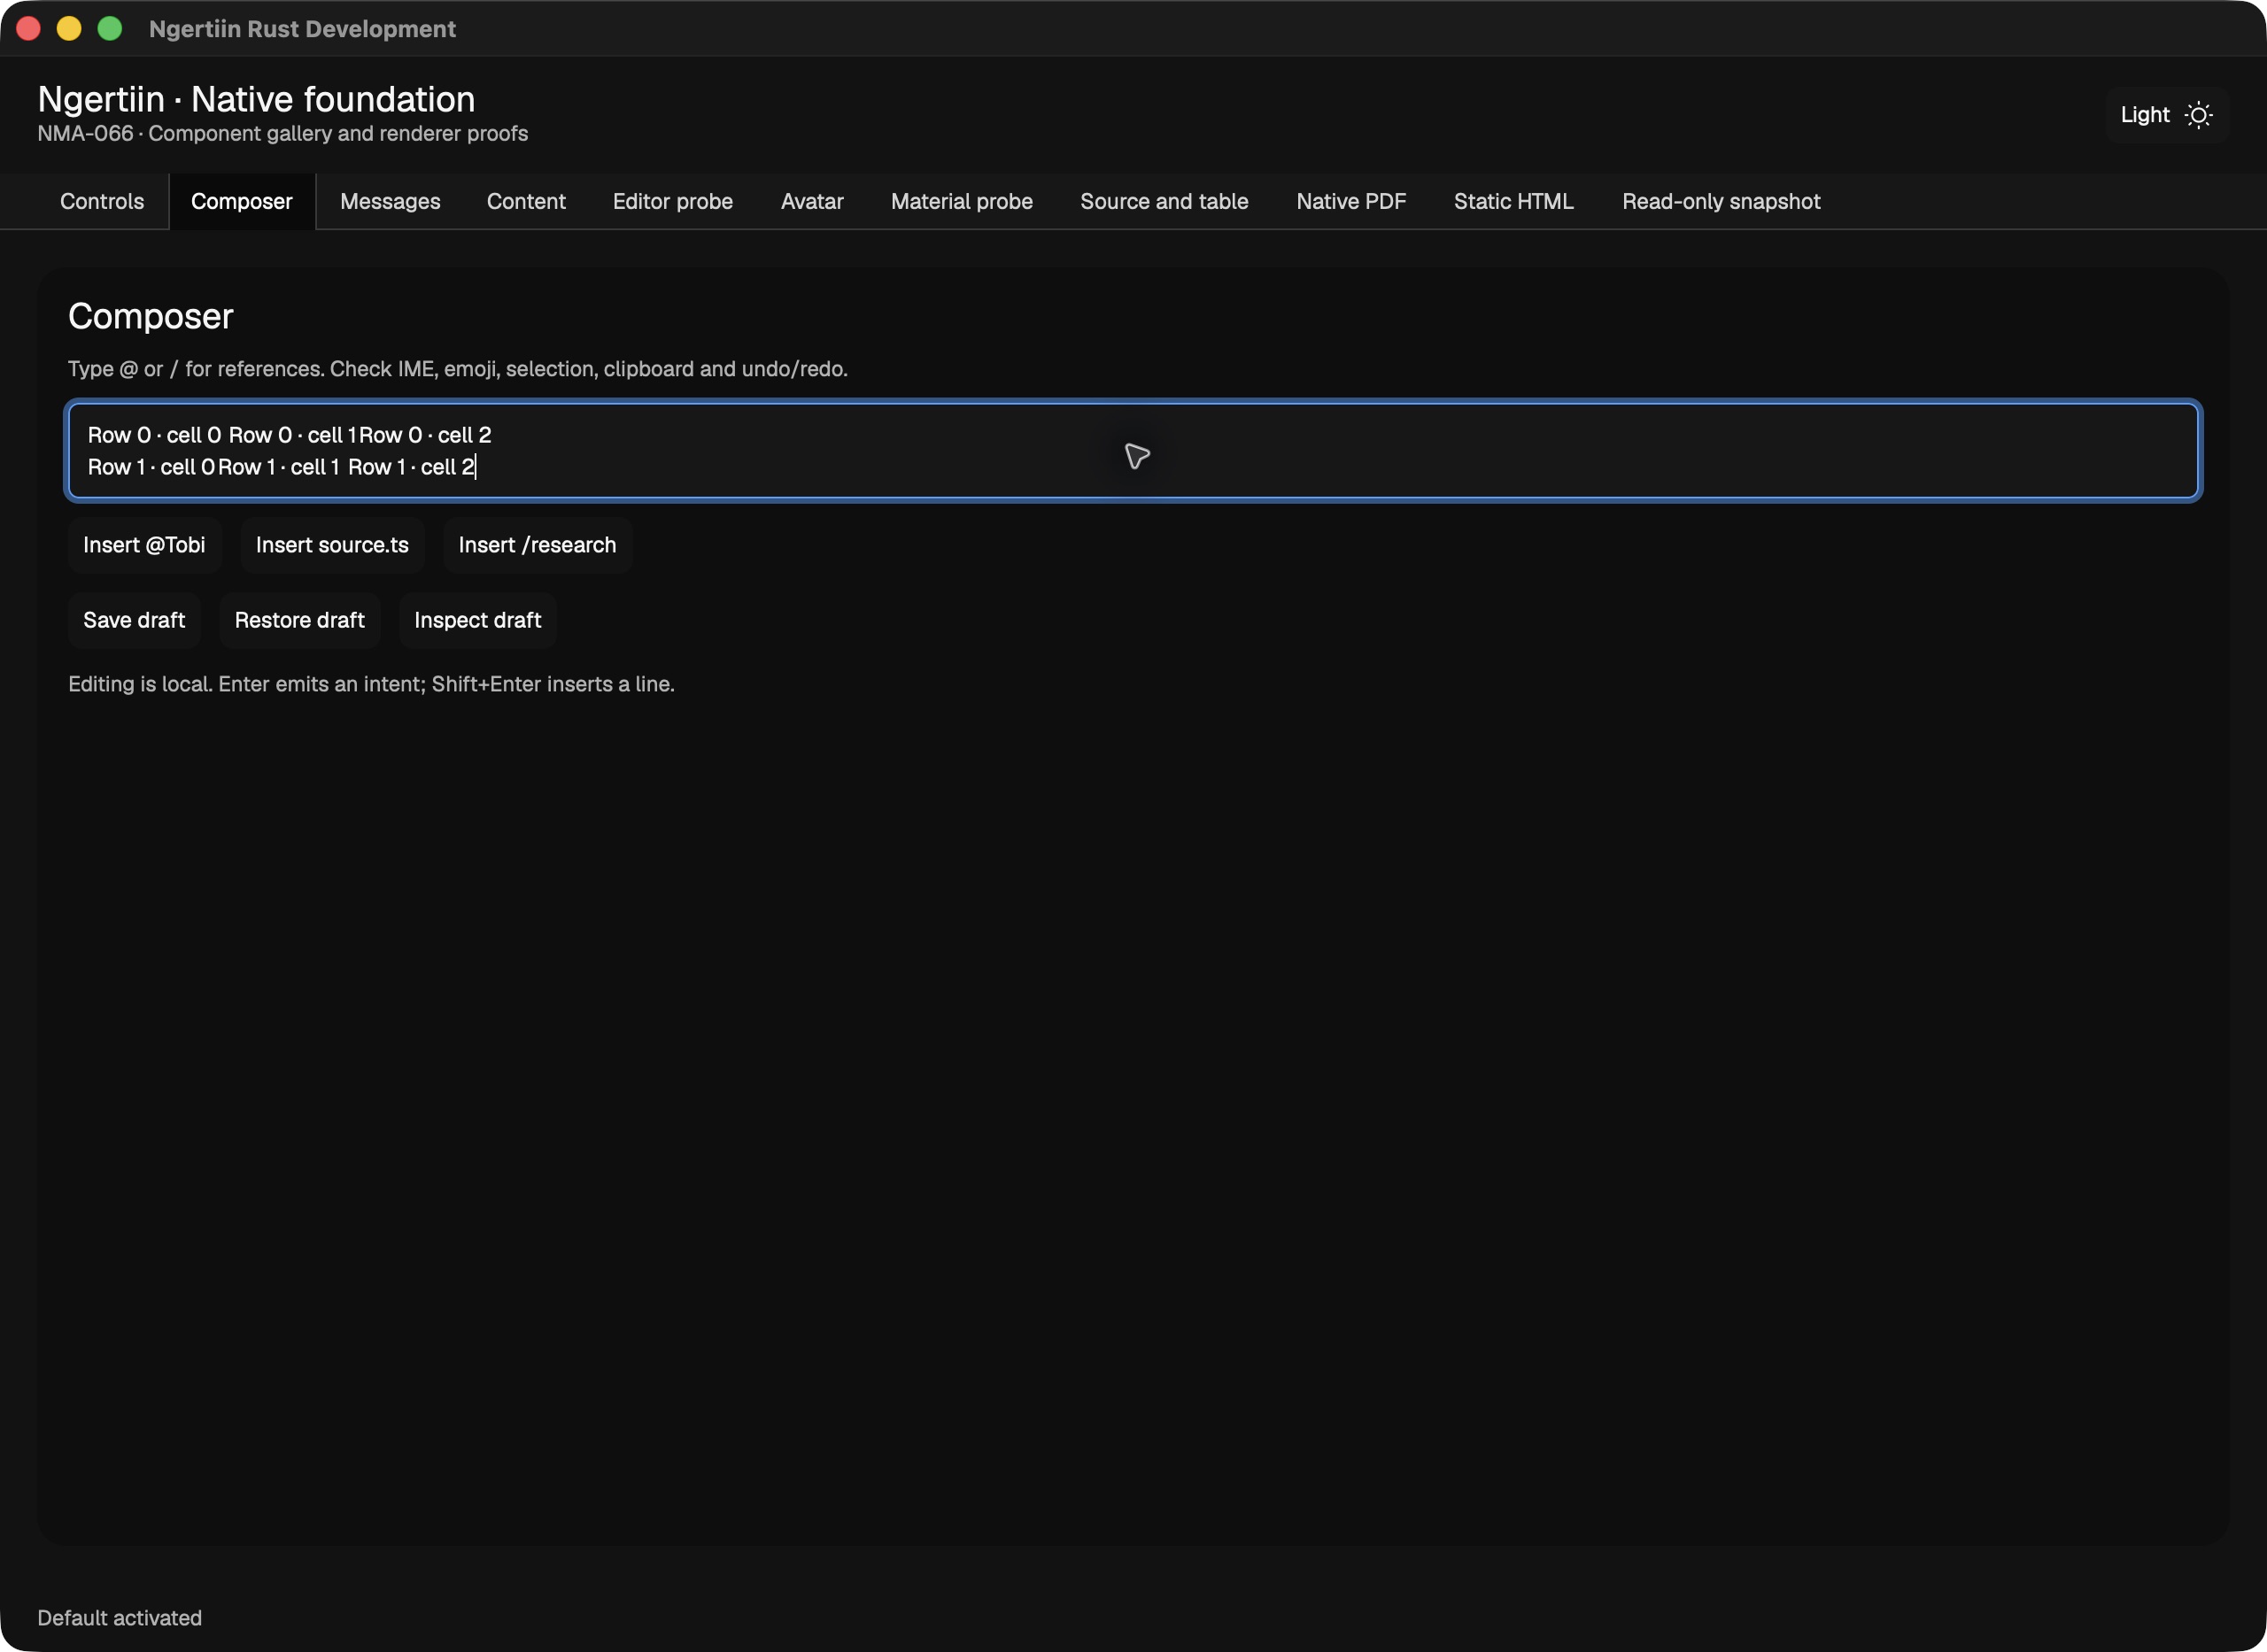 Ngertiin Rust Development
Ngertiin · Native foundation
NMA-066 · Component gallery and renderer proofs
Light
Controls Composer Messages Content Editor probe Avatar Material probe Source and table Native PDF Static HTML Read-only snapshot
Composer
Type @ or / for references. Check IME, emoji, selection, clipboard and undo/redo.
Row 0 · cell 0 Row 0 · cell 1 Row 0 · cell 2
Row 1 · cell 0 Row 1 · cell 1 Row 1 · cell 2
Insert @Tobi Insert source.ts Insert /research
Save draft Restore draft Inspect draft
Editing is local. Enter emits an intent; Shift+Enter inserts a line.
Default activated